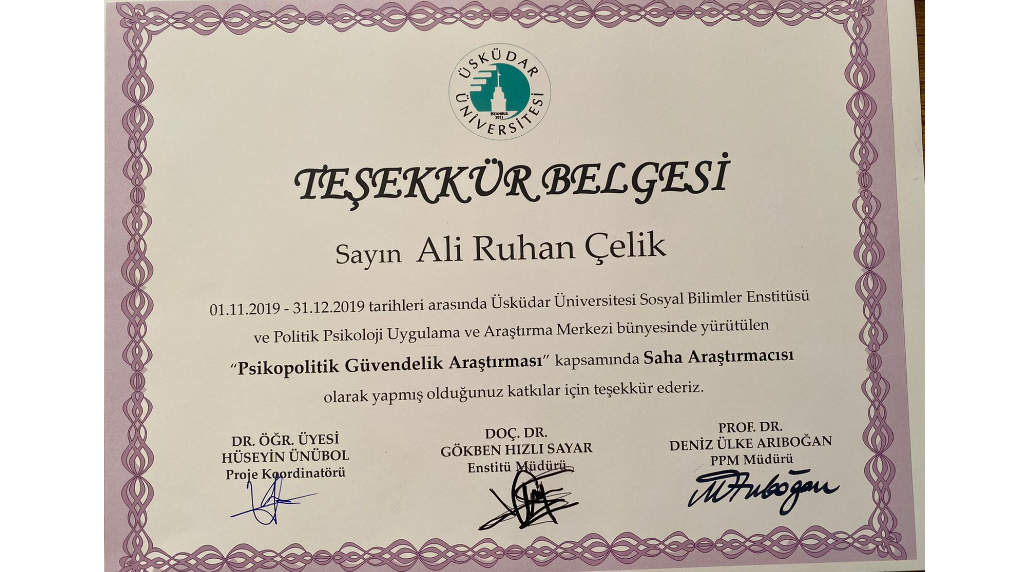 ÜSKÜDAR
ÜNİVERSİTESİ
İSTANBUL
2011
TEŞEKKÜR BELGESİ
Sayın Ali Ruhan Çelik
01.11.2019 - 31.12.2019 tarihleri arasında Üsküdar Üniversitesi Sosyal Bilimler Enstitüsü
ve Politik Psikoloji Uygulama ve Araştırma Merkezi bünyesinde yürütülen
“Psikopolitik Güvendelik Araştırması” kapsamında Saha Araştırmacısı
olarak yapmış olduğunuz katkılar için teşekkür ederiz.
DR. ÖĞR. ÜYESİ
HÜSEYİN ÜNÜBOL
Proje Koordinatörü
DOÇ. DR.
GÖKBEN HIZLI SAYAR
Enstitü Müdürü
PROF. DR.
DENİZ ÜLKE ARIBOĞAN
PPM Müdürü